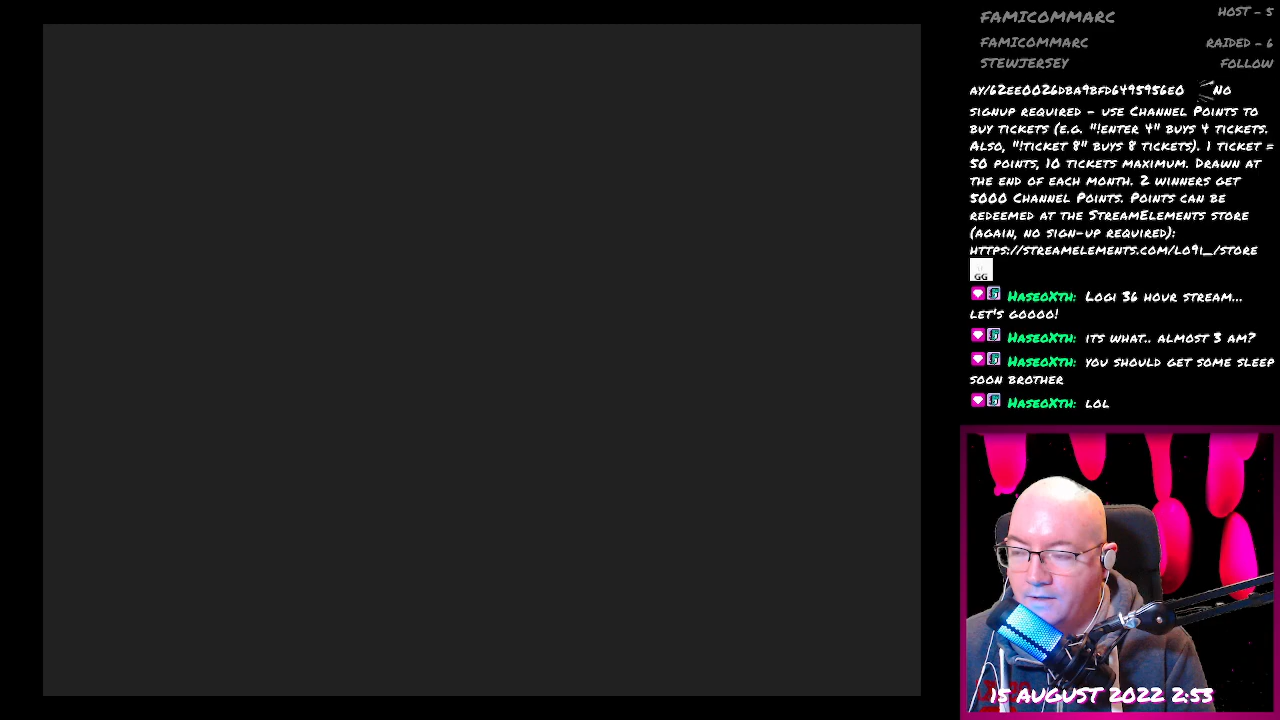 FAMICOMMARC HOST - 5
FAMICOMMARC RAIDED - 6
STEWJERSEY FOLLOW
AY/62EE0026DBA9BFD6495956E0 NO
SIGNUP REQUIRED - USE CHANNEL POINTS TO
BUY TICKETS (E.G. "!ENTER 4" BUYS 4 TICKETS.
ALSO, "!TICKET 8" BUYS 8 TICKETS). 1 TICKET =
50 POINTS, 10 TICKETS MAXIMUM. DRAWN AT
THE END OF EACH MONTH. 2 WINNERS GET
5000 CHANNEL POINTS. POINTS CAN BE
REDEEMED AT THE STREAMELEMENTS STORE
(AGAIN, NO SIGN-UP REQUIRED):
HTTPS://STREAMELEMENTS.COM/LO9I_/STORE
GG
HASEOXTH: LOGI 36 HOUR STREAM...
LET'S GOOOO!
HASEOXTH: ITS WHAT.. ALMOST 3 AM?
HASEOXTH: YOU SHOULD GET SOME SLEEP
SOON BROTHER
HASEOXTH: LOL
15 AUGUST 2022 2:53